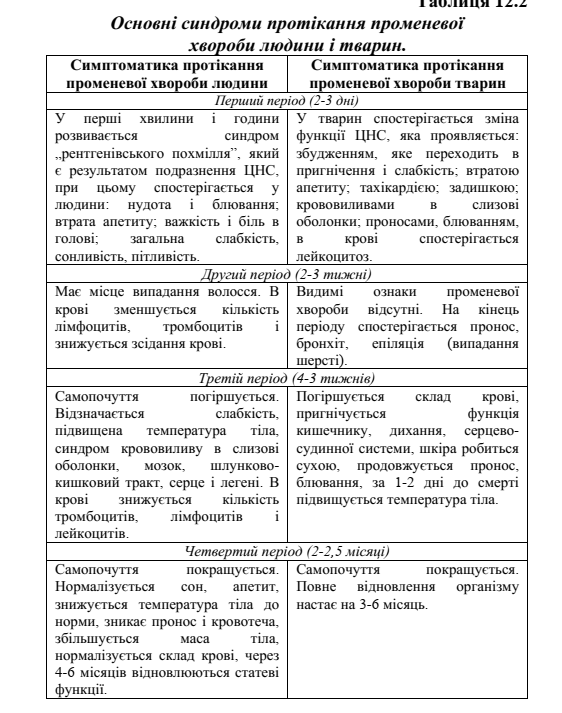 Таблиця 12.2
Основні синдроми протікання променевої
хвороби людини і тварин.
Симптоматика протікання
променевої хвороби людини
Симптоматика протікання
променевої хвороби тварин
Перший період (2-3 дні)
У перші хвилини і години
розвивається синдром
„рентгенівського похмілля”, який
є результатом подразнення ЦНС,
при цьому спостерігається у
людини: нудота і блювання;
втрата апетиту; важкість і біль в
голові; загальна слабкість,
сонливість, пітливість.
У тварин спостерігається зміна
функції ЦНС, яка проявляється:
збудженням, яке переходить в
пригнічення і слабкість; втратою
апетиту; тахікардією; задишкою;
крововиливами в слизові
оболонки; проносами, блюванням,
в крові спостерігається
лейкоцитоз.
Другий період (2-3 тижні)
Має місце випадання волосся. В
крові зменшується кількість
лімфоцитів, тромбоцитів і
знижується зсідання крові.
Видимі ознаки променевої
хвороби відсутні. На кінець
періоду спостерігається пронос,
бронхіт, епіляція (випадання
шерсті).
Третій період (4-3 тижнів)
Самопочуття погіршується.
Відзначається слабкість,
підвищена температура тіла,
синдром крововиливу в слизові
оболонки, мозок, шлунково-
кишковий тракт, серце і легені. В
крові знижується кількість
тромбоцитів, лімфоцитів і
лейкоцитів.
Погіршується склад крові,
пригнічується функція
кишечнику, дихання, серцево-
судинної системи, шкіра робиться
сухою, продовжується пронос,
блювання, за 1-2 дні до смерті
підвищується температура тіла.
Четвертий період (2-2,5 місяці)
Самопочуття покращується.
Нормалізується сон, апетит,
знижується температура тіла до
норми, зникає пронос і кровотеча,
збільшується маса тіла,
нормалізується склад крові, через
4-6 місяців відновлюються статеві
функції.
Самопочуття покращується.
Повне відновлення організму
настає на 3-6 місяць.